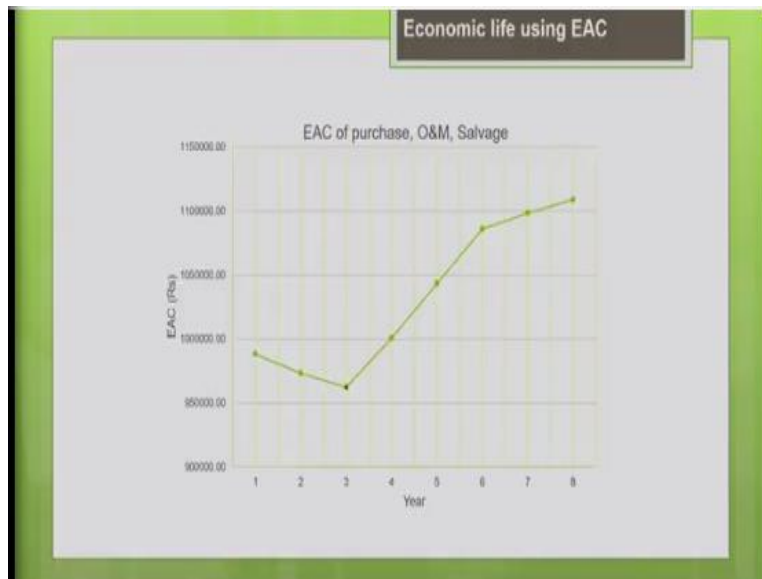 Economic life using EAC
EAC of purchase, O&M, Salvage
1150000.00
1100000.00
1050000.00
1000000.00
950000.00
900000.00
EAC (Rs)
1 2 3 4 5 6 7 8
Year